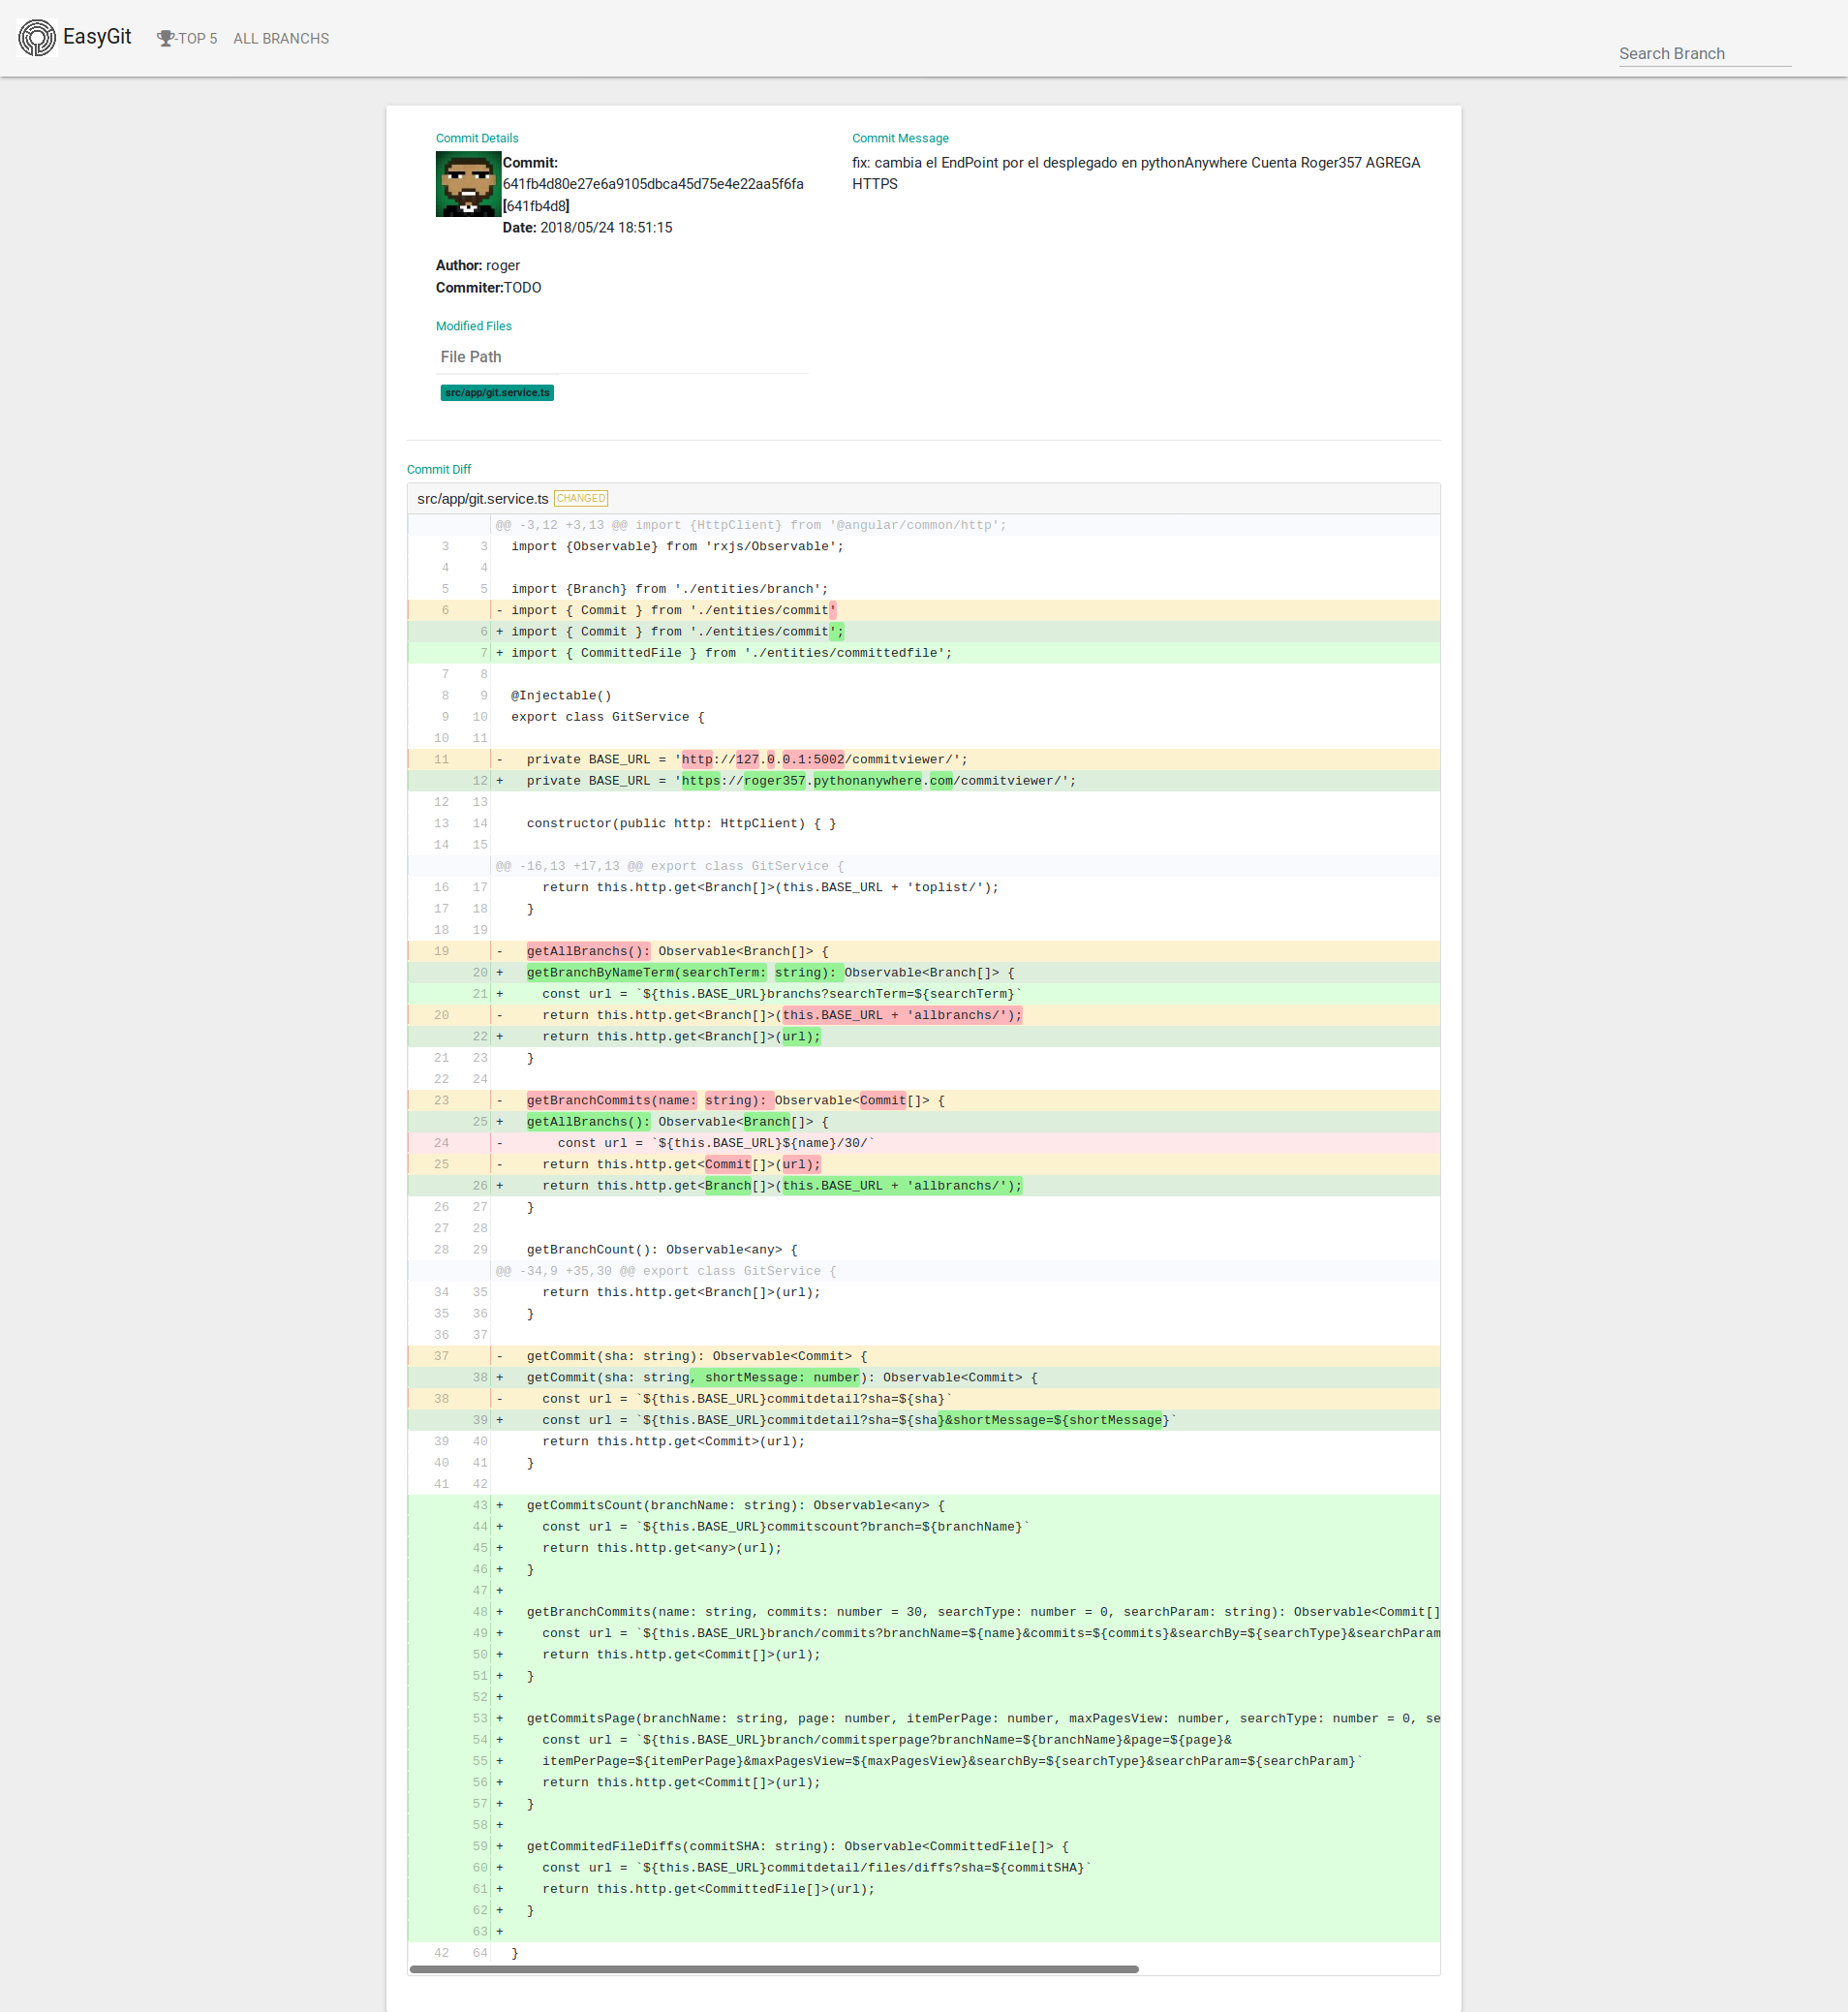 EasyGit
-TOP 5
ALL BRANCHS
Search Branch
Commit Details
Commit:
641fb4d80e27e6a9105dbca45d75e4e22aa5f6fa
[641fb4d8]
Date: 2018/05/24 18:51:15
Author: roger
Commiter:TODO
Commit Message
fix: cambia el EndPoint por el desplegado en pythonAnywhere Cuenta Roger357 AGREGA
HTTPS
Modified Files
File Path
src/app/git.service.ts
Commit Diff
src/app/git.service.ts CHANGED
@@ -3,12 +3,13 @@ import {HttpClient} from '@angular/common/http';
3 3 import {Observable} from 'rxjs/Observable';
4 4
5 5 import {Branch} from './entities/branch';
6 - import { Commit } from './entities/commit'
6 + import { Commit } from './entities/commit';
7 + import { CommittedFile } from './entities/committedfile';
7 8
8 9 @Injectable()
9 10 export class GitService {
10 11
11 - private BASE_URL = 'http://127.0.0.1:5002/commitviewer/';
12 + private BASE_URL = 'https://roger357.pythonanywhere.com/commitviewer/';
12 13
13 14 constructor(public http: HttpClient) { }
14 15
@@ -16,13 +17,13 @@ export class GitService {
16 17 return this.http.get<Branch[]>(this.BASE_URL + 'toplist/');
17 18 }
18 19
19 - getAllBranchs(): Observable<Branch[]> {
20 + getBranchByNameTerm(searchTerm: string): Observable<Branch[]> {
21 + const url = `${this.BASE_URL}branchs?searchTerm=${searchTerm}`
20 - return this.http.get<Branch[]>(this.BASE_URL + 'allbranchs/');
22 + return this.http.get<Branch[]>(url);
21 23 }
22 24
23 - getBranchCommits(name: string): Observable<Commit[]> {
25 + getAllBranchs(): Observable<Branch[]> {
24 - const url = `${this.BASE_URL}${name}/30/`
25 - return this.http.get<Commit[]>(url);
26 + return this.http.get<Branch[]>(this.BASE_URL + 'allbranchs/');
26 27 }
27 28
28 29 getBranchCount(): Observable<any> {
@@ -34,9 +35,30 @@ export class GitService {
34 35 return this.http.get<Branch[]>(url);
35 36 }
36 37
37 - getCommit(sha: string): Observable<Commit> {
38 + getCommit(sha: string, shortMessage: number): Observable<Commit> {
38 - const url = `${this.BASE_URL}commitdetail?sha=${sha}`
39 + const url = `${this.BASE_URL}commitdetail?sha=${sha}&shortMessage=${shortMessage}`
39 40 return this.http.get<Commit>(url);
40 41 }
41 42
43 + getCommitsCount(branchName: string): Observable<any> {
44 + const url = `${this.BASE_URL}commitscount?branch=${branchName}`
45 + return this.http.get<any>(url);
46 + }
47 +
48 + getBranchCommits(name: string, commits: number = 30, searchType: number = 0, searchParam: string): Observable<Commit[]
49 + const url = `${this.BASE_URL}branch/commits?branchName=${name}&commits=${commits}&searchBy=${searchType}&searchParam
50 + return this.http.get<Commit[]>(url);
51 + }
52 +
53 + getCommitsPage(branchName: string, page: number, itemPerPage: number, maxPagesView: number, searchType: number = 0, se
54 + const url = `${this.BASE_URL}branch/commitsperpage?branchName=${branchName}&page=${page}&
55 + itemPerPage=${itemPerPage}&maxPagesView=${maxPagesView}&searchBy=${searchType}&searchParam=${searchParam}`
56 + return this.http.get<Commit[]>(url);
57 + }
58 +
59 + getCommitedFileDiffs(commitSHA: string): Observable<CommittedFile[]> {
60 + const url = `${this.BASE_URL}commitdetail/files/diffs?sha=${commitSHA}`
61 + return this.http.get<CommittedFile[]>(url);
62 + }
63 +
42 64 }